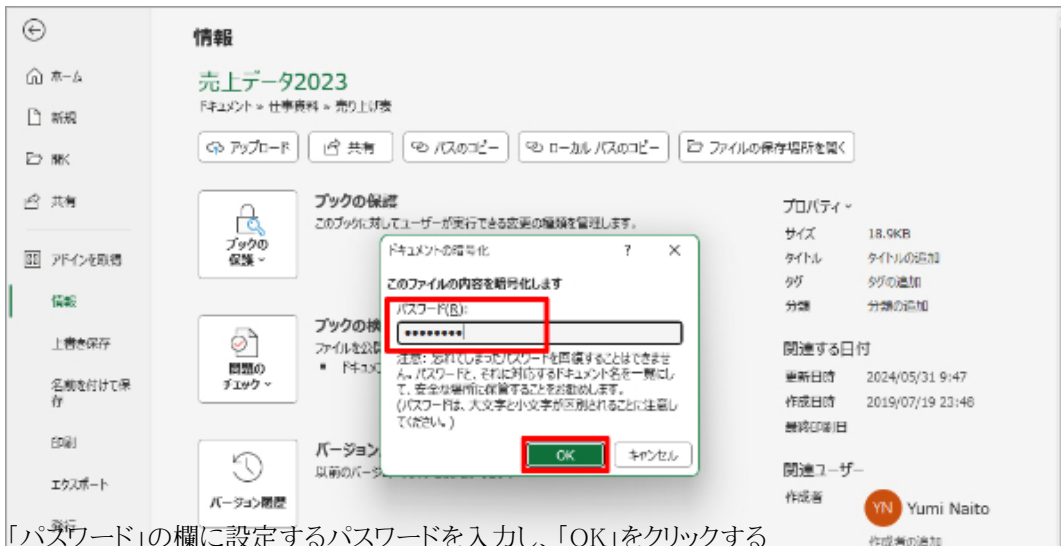 情報
ホーム
新規
開く
共有
アドインを取得
情報
上書き保存
名前を付けて保
存
印刷
エクスポート
売上データ2023
ドキュメント » 仕事資料 » 売り上げ表
アップロード
共有
パスのコピー
ローカル パスのコピー
ファイルの保存場所を開く
ブックの
保護
ブックの保護
このブックに対してユーザーが実行できる変更の種類を管理します。
ドキュメントの暗号化
? ×
このファイルの内容を暗号化します
パスワード(R):
••••••••
注意: 忘れてしまったパスワードを回復することはできませ
ん。パスワードと、それに対応するドキュメント名を一覧にし
て、安全な場所に保管することをお勧めします。
(パスワードは、大文字と小文字が区別されることに注意し
てください。)
OK
キャンセル
問題の
チェック
ブックの検
ファイルを公
ドキュメ
バージョン履歴
バージョン
以前のバージ
プロパティ
サイズ 18.9KB
タイトル タイトルの追加
タグ タグの追加
分類 分類の追加
関連する日付
更新日時 2024/05/31 9:47
作成日時 2019/07/19 23:48
最終印刷日
関連ユーザー
作成者
YN Yumi Naito
作成者の追加
「パスワード」の欄に設定するパスワードを入力し、「OK」をクリックする